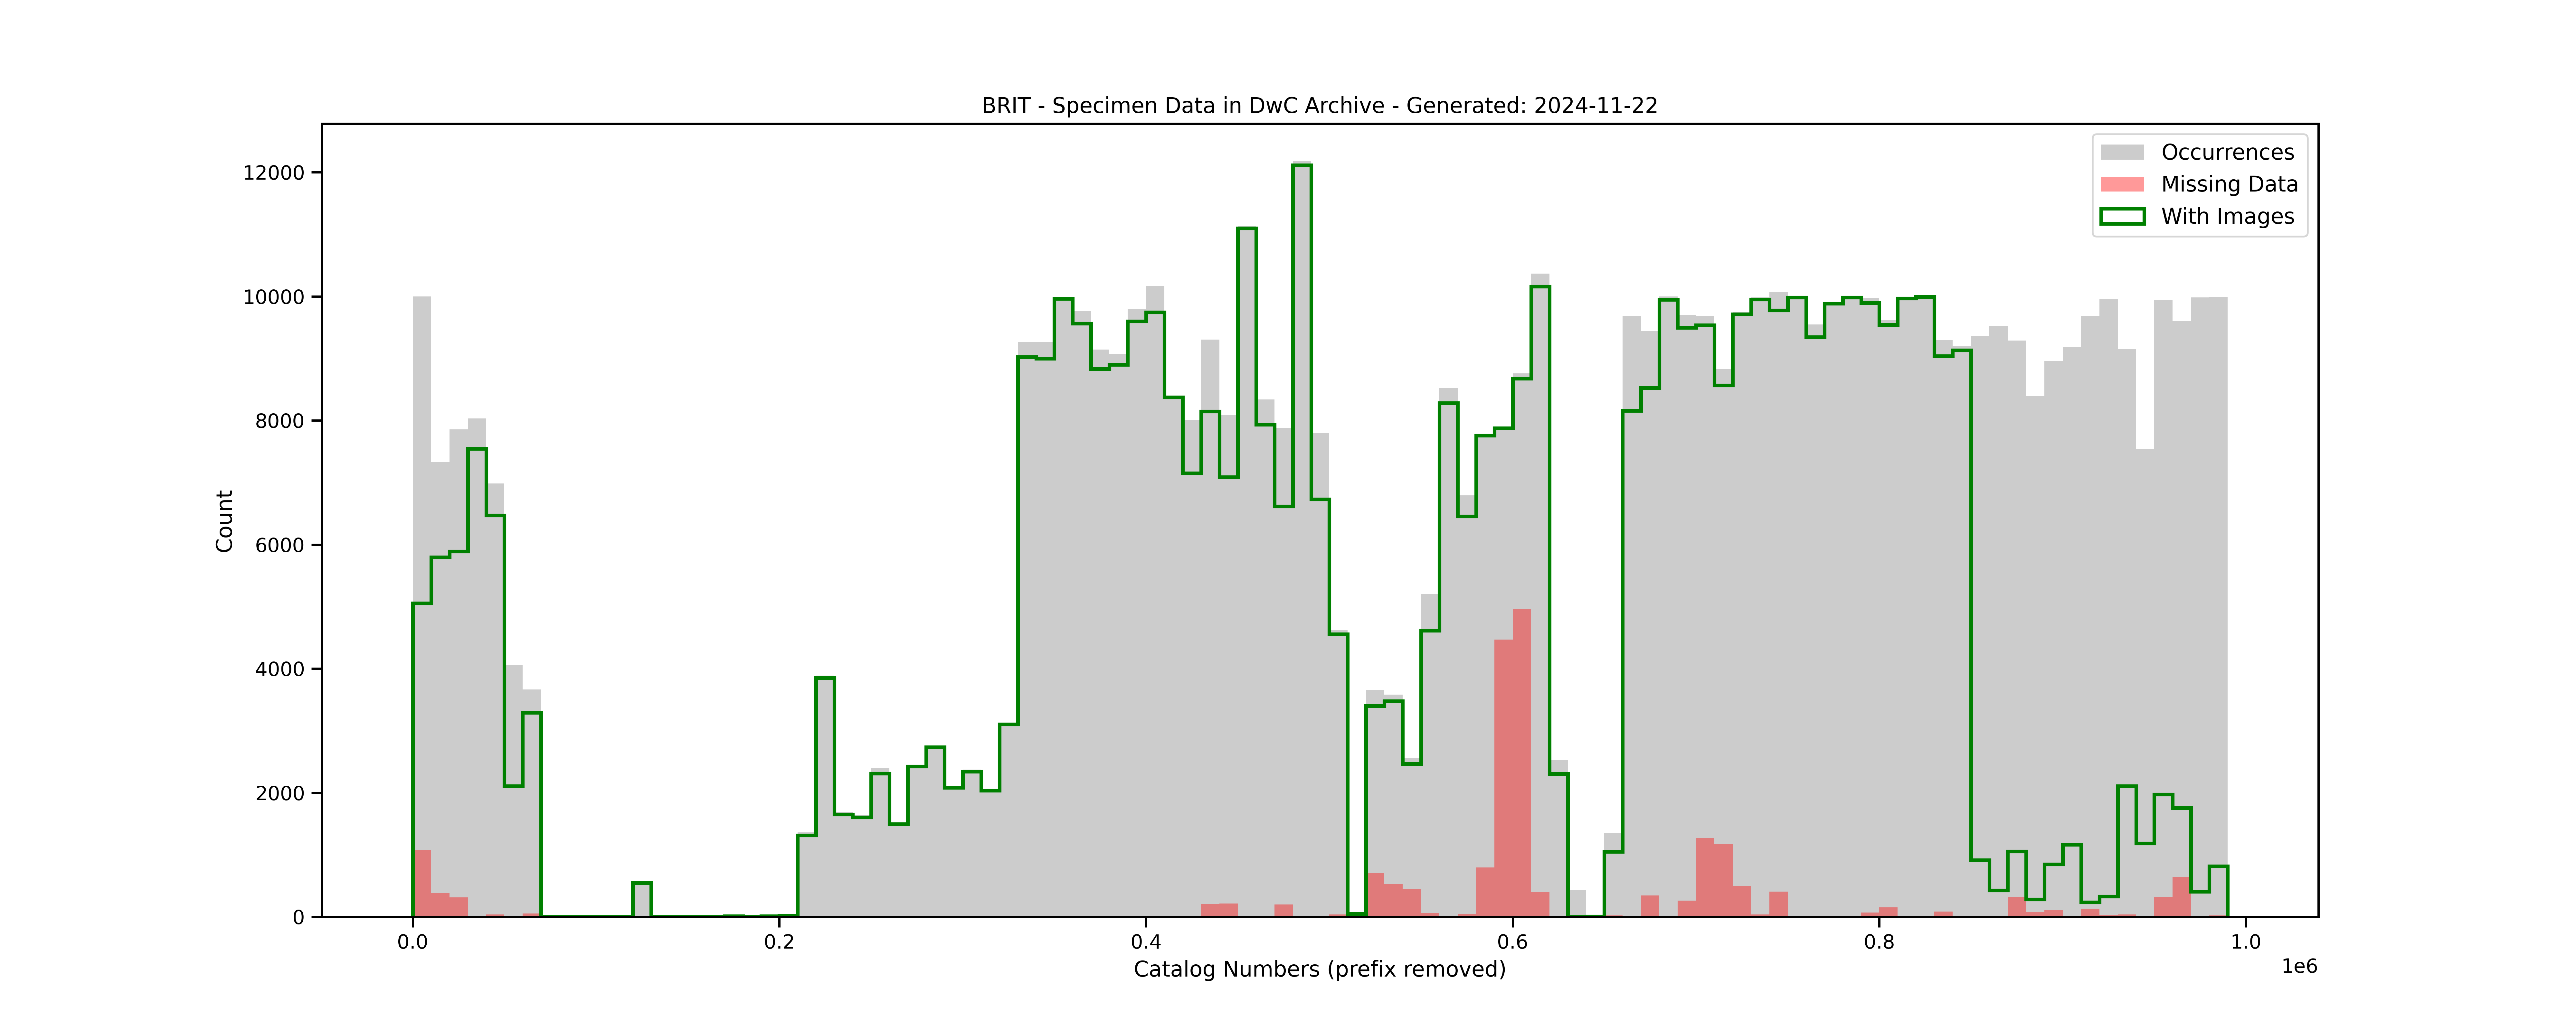 BRIT - Specimen Data in DwC Archive - Generated: 2024-11-22
Occurrences
Missing Data
With Images
12000
10000
8000
6000
4000
2000
0
Count
0.0 0.2 0.4 0.6 0.8 1.0
1e6
Catalog Numbers (prefix removed)